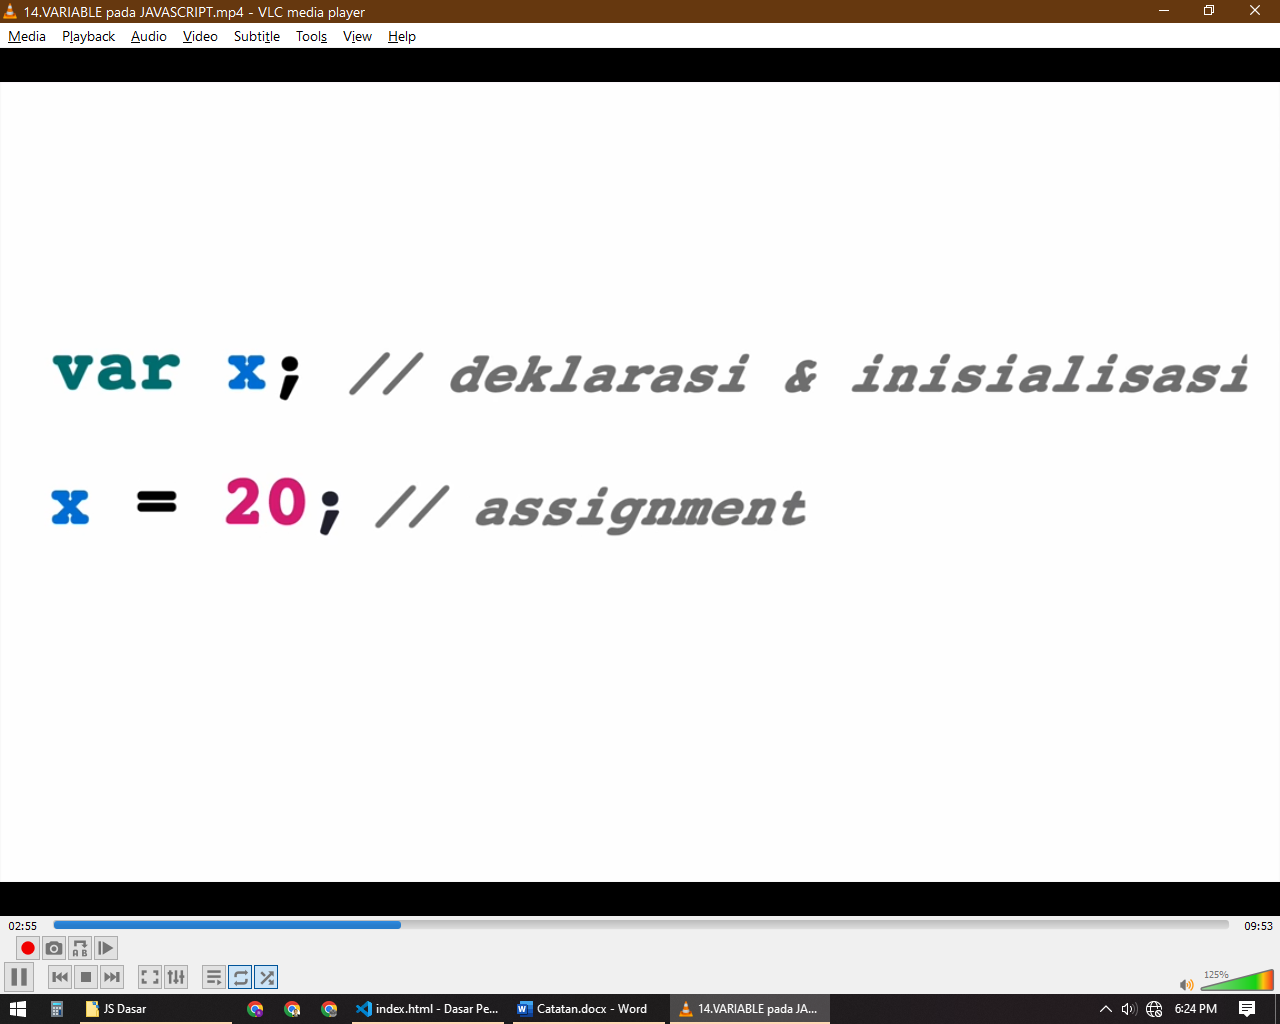 14.VARIABLE pada JAVASCRIPT.mp4 - VLC media player
Media Playback Audio Video Subtitle Tools View Help
var x; // deklarasi & inisialisasi
x = 20; // assignment
02:55 09:53
125%
JS Dasar index.html - Dasar Pe... Catatan.docx - Word 14.VARIABLE pada JA... 6:24 PM